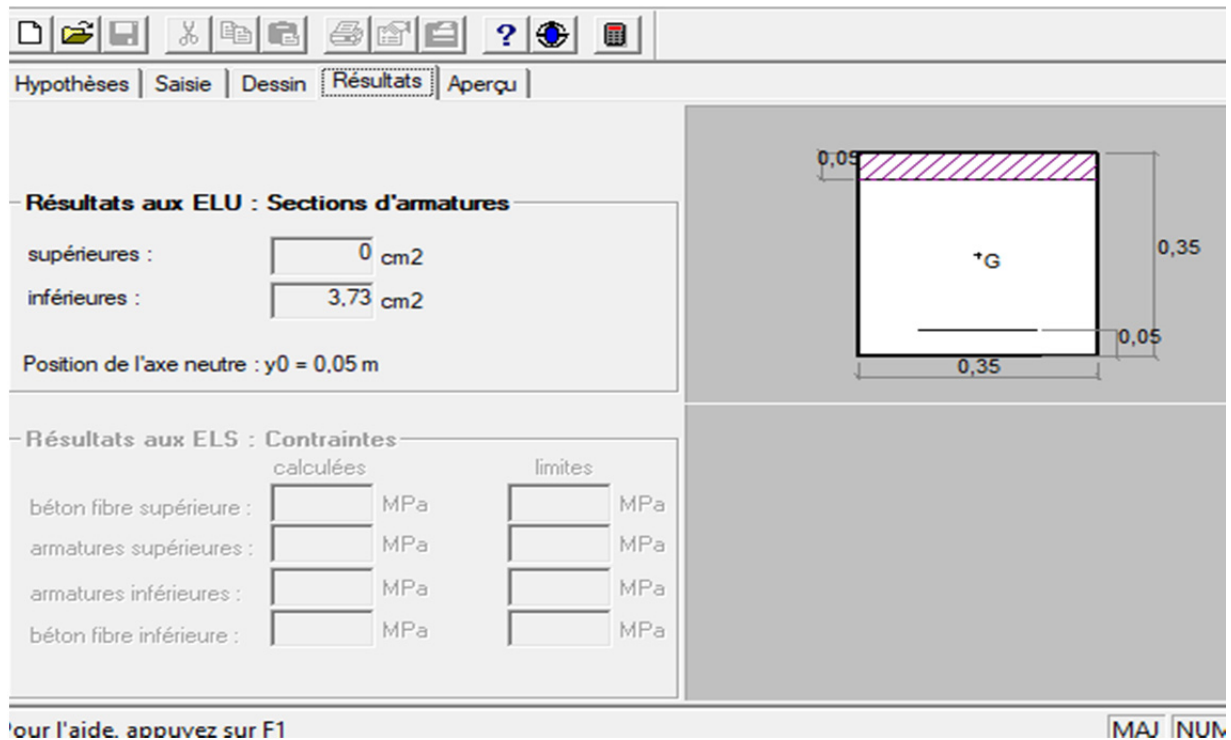 ?
Hypothèses Saisie Dessin Résultats Aperçu
Résultats aux ELU : Sections d'armatures
supérieures : 0 cm2
inférieures : 3,73 cm2
Position de l'axe neutre : y0 = 0,05 m
Résultats aux ELS : Contraintes
calculées limites
béton fibre supérieure : MPa MPa
armatures supérieures : MPa MPa
armatures inférieures : MPa MPa
béton fibre inférieure : MPa MPa
0,05
0,35
G
0,05
0,35
our l'aide, appuyez sur F1
MAJ NUM